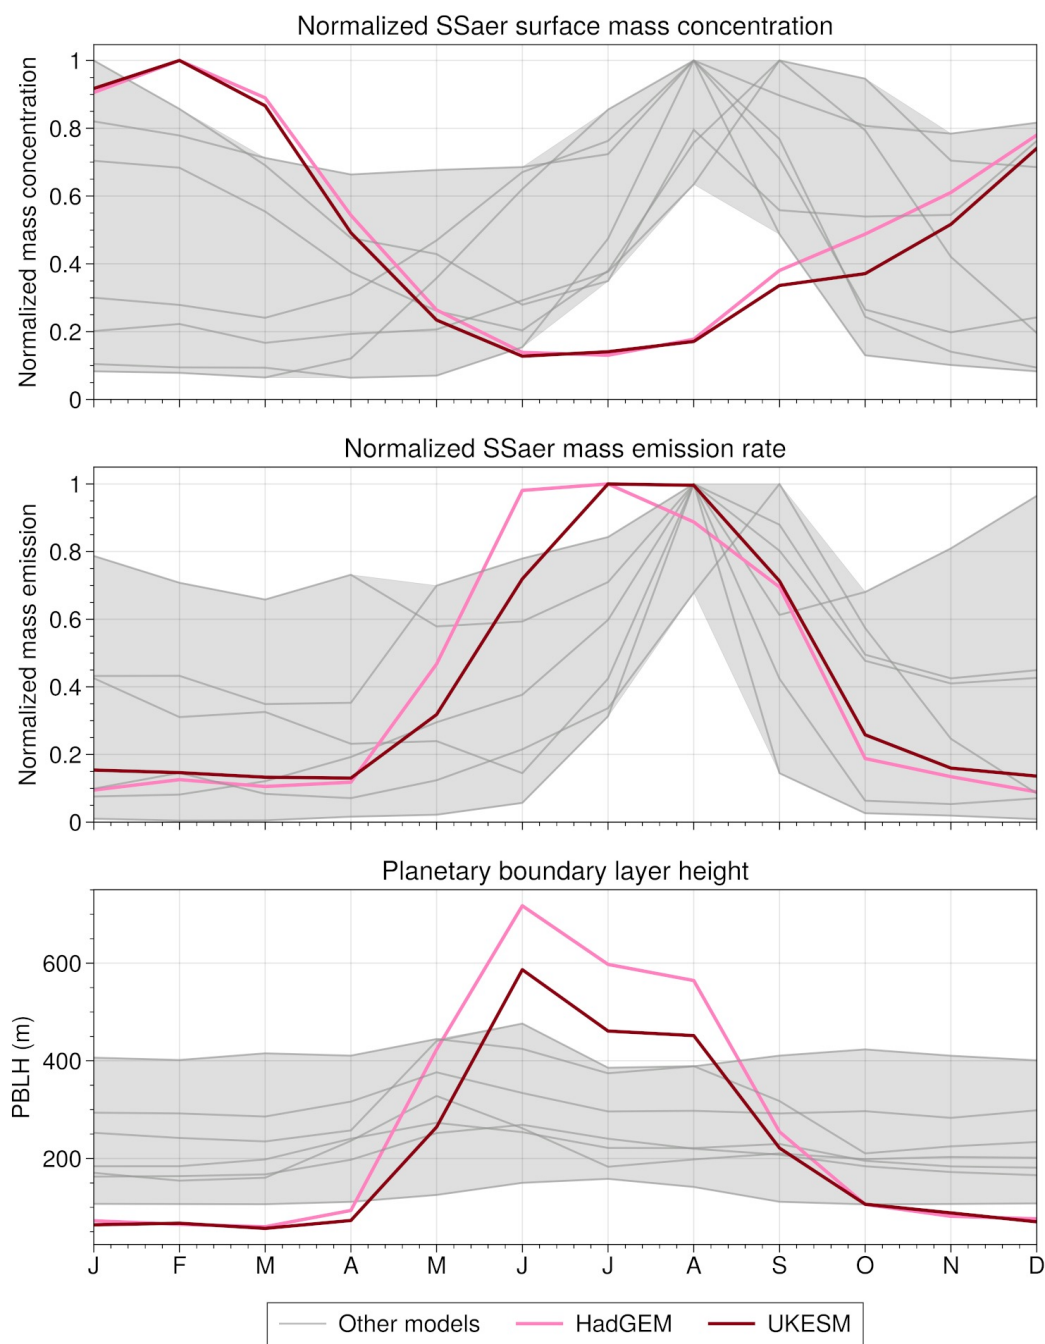 Normalized SSaer surface mass concentration
Normalized mass concentration
1
0.8
0.6
0.4
0.2
0
Normalized SSaer mass emission rate
Normalized mass emission
1
0.8
0.6
0.4
0.2
0
Planetary boundary layer height
PBLH (m)
600
400
200
J F M A M J J A S O N D
Other models HadGEM UKESM